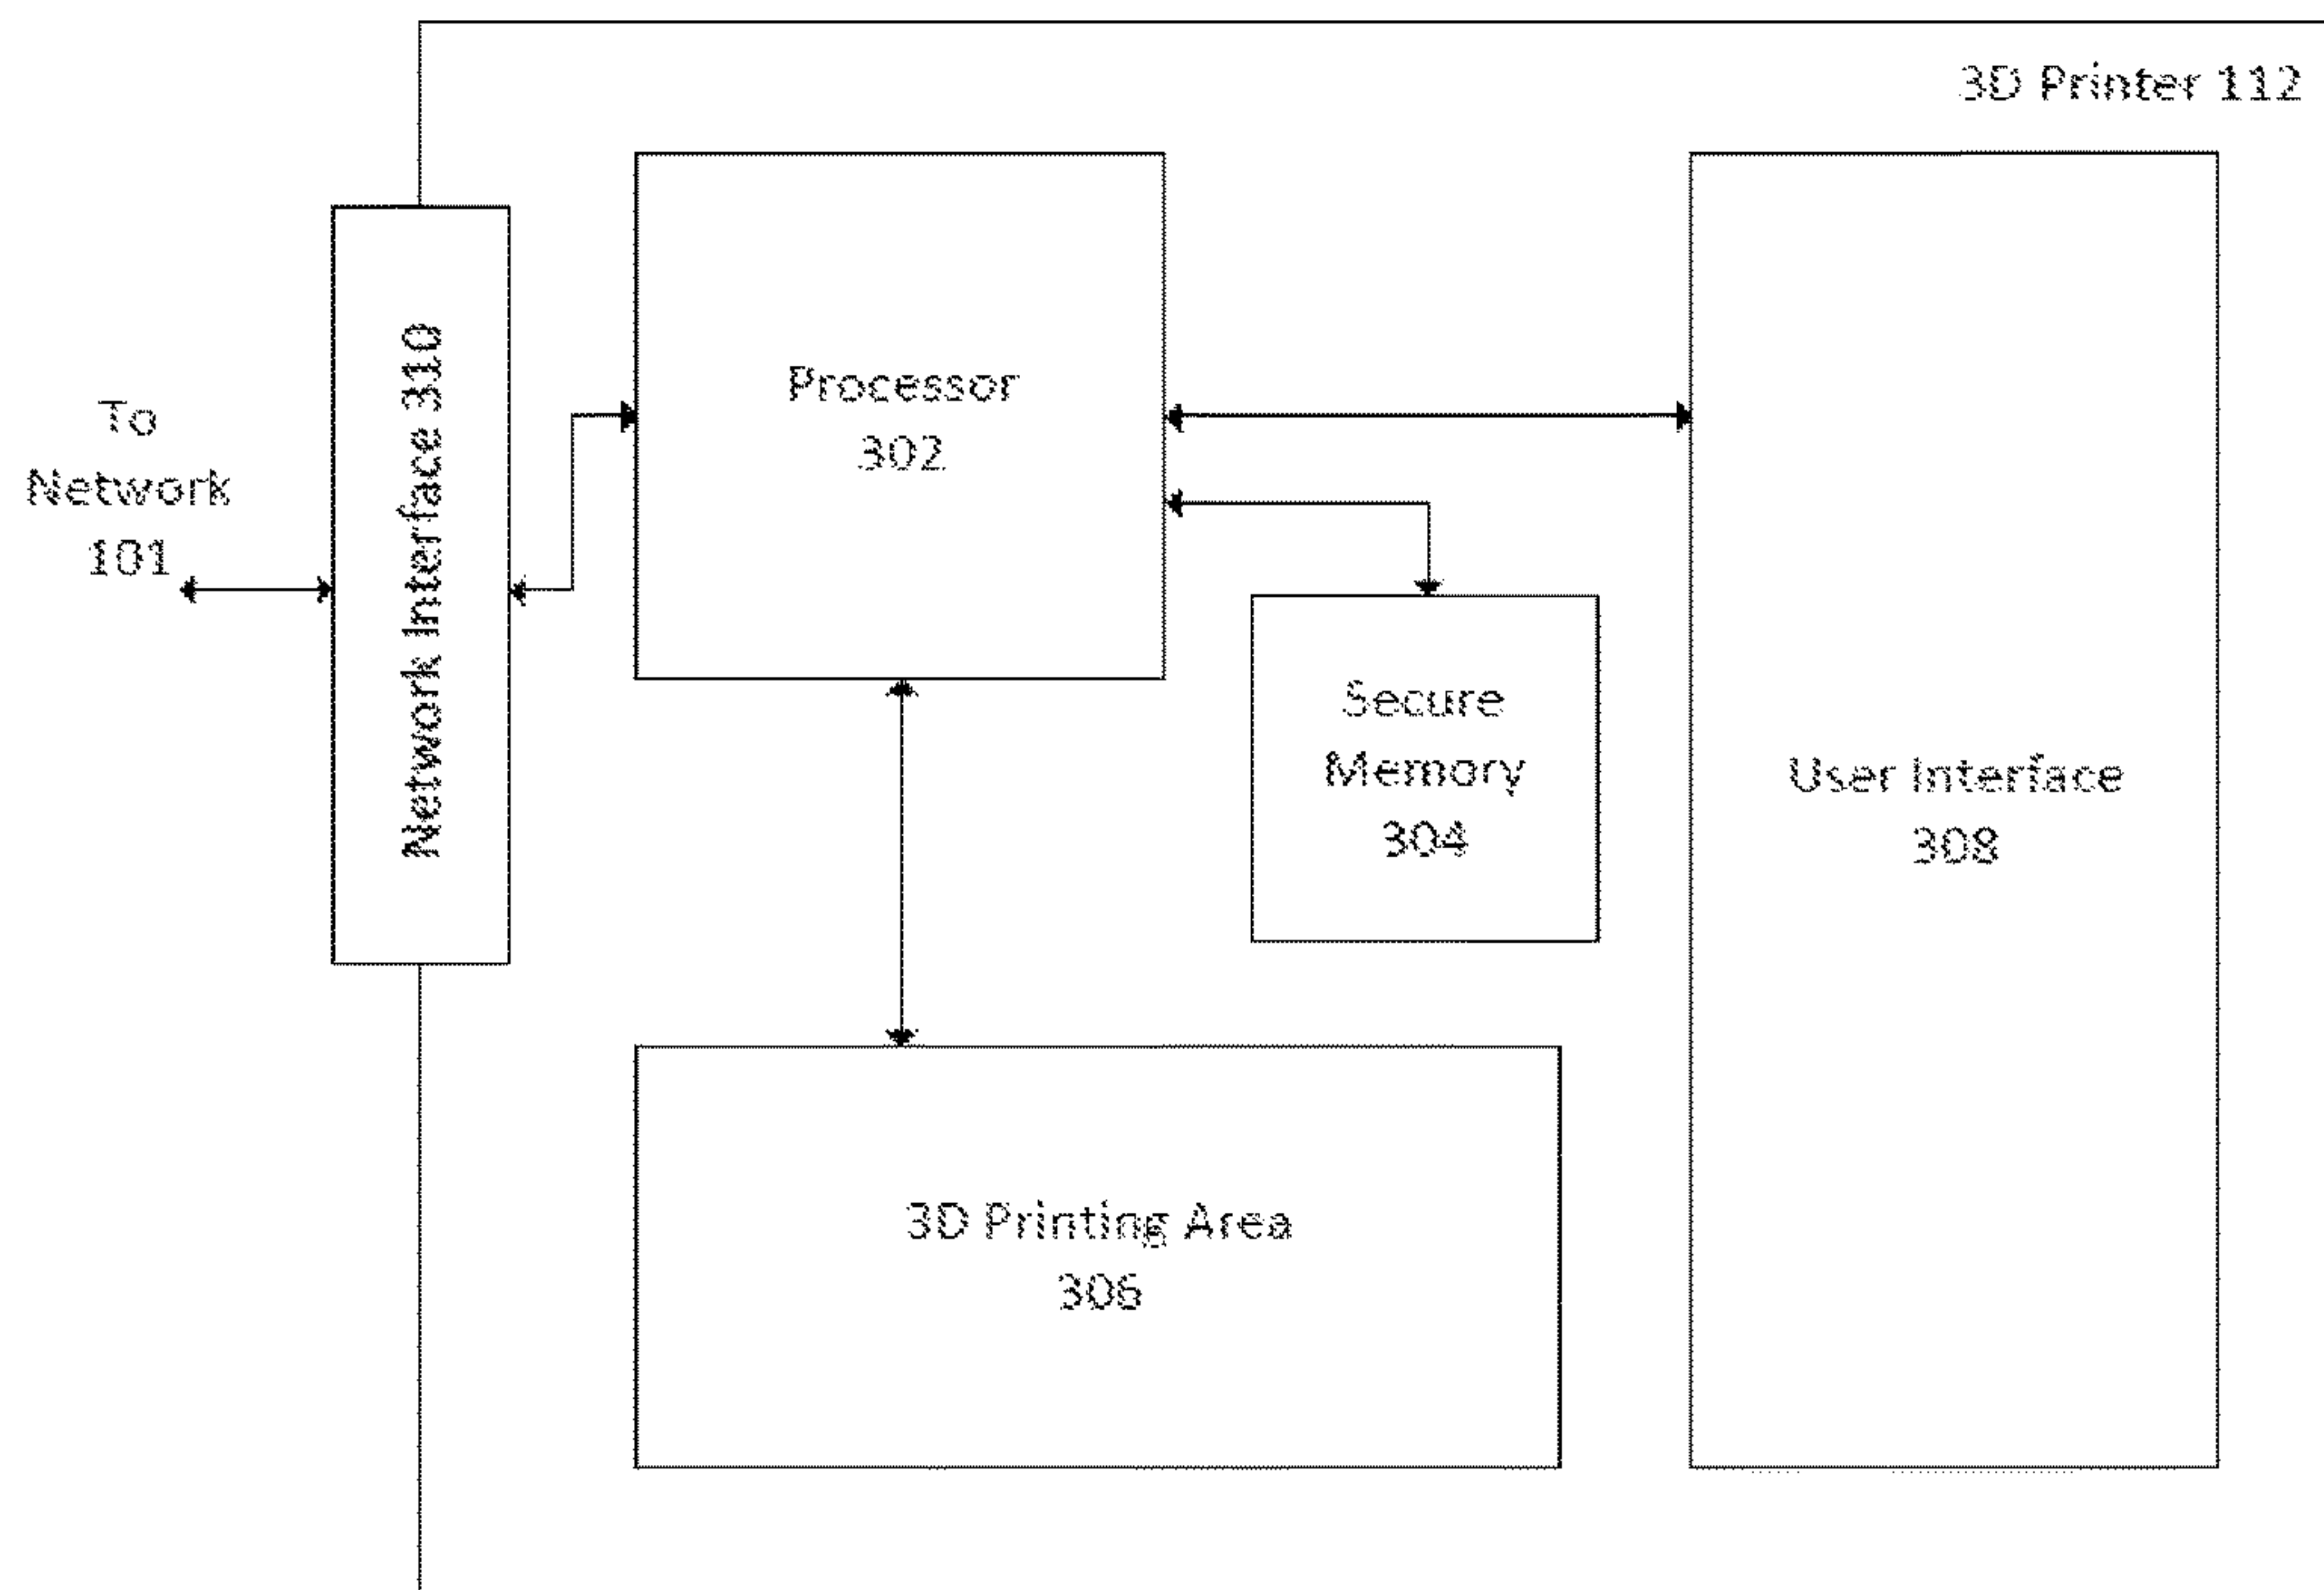 3D Printer 112
To
Network
101
Network Interface 310
Processor
302
Secure
Memory
304
User Interface
308
3D Printing Area
306